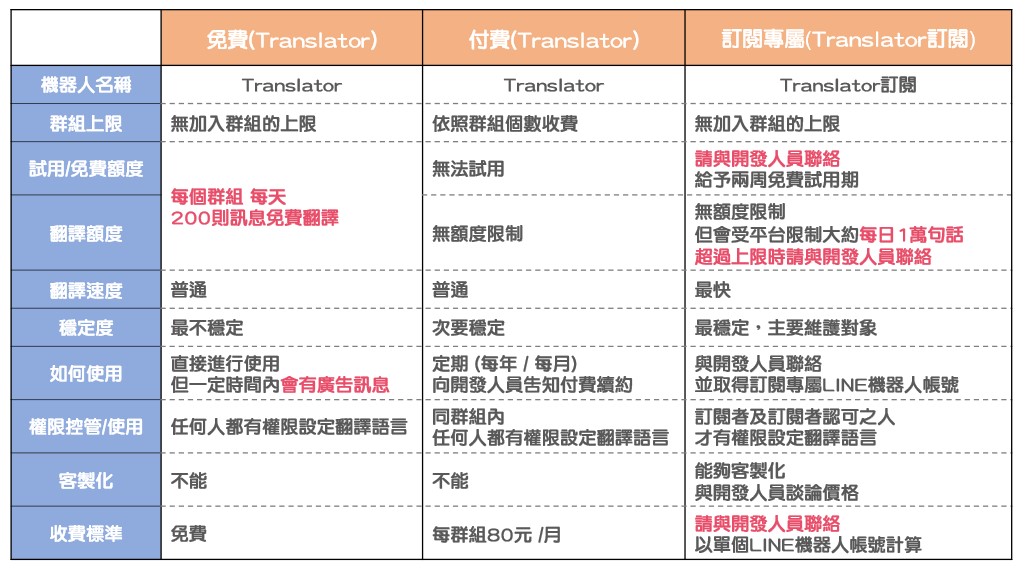 免費(Translator)
付費(Translator)
訂閱專屬(Translator訂閱)
機器人名稱
Translator
Translator
Translator訂閱
群組上限
無加入群組的上限
依照群組個數收費
無加入群組的上限
試用/免費額度
每個群組 每天
200則訊息免費翻譯
無法試用
請與開發人員聯絡
給予兩周免費試用期
翻譯額度
無額度限制
無額度限制
但會受平台限制大約每日1萬句話
超過上限時請與開發人員聯絡
翻譯速度
普通
普通
最快
穩定度
最不穩定
次要穩定
最穩定，主要維護對象
如何使用
直接進行使用
但一定時間內會有廣告訊息
定期 (每年 / 每月)
向開發人員告知付費續約
與開發人員聯絡
並取得訂閱專屬LINE機器人帳號
權限控管/使用
任何人都有權限設定翻譯語言
同群組內
任何人都有權限設定翻譯語言
訂閱者及訂閱者認可之人
才有權限設定翻譯語言
客製化
不能
不能
能夠客製化
與開發人員談論價格
收費標準
免費
每群組80元 /月
請與開發人員聯絡
以單個LINE機器人帳號計算